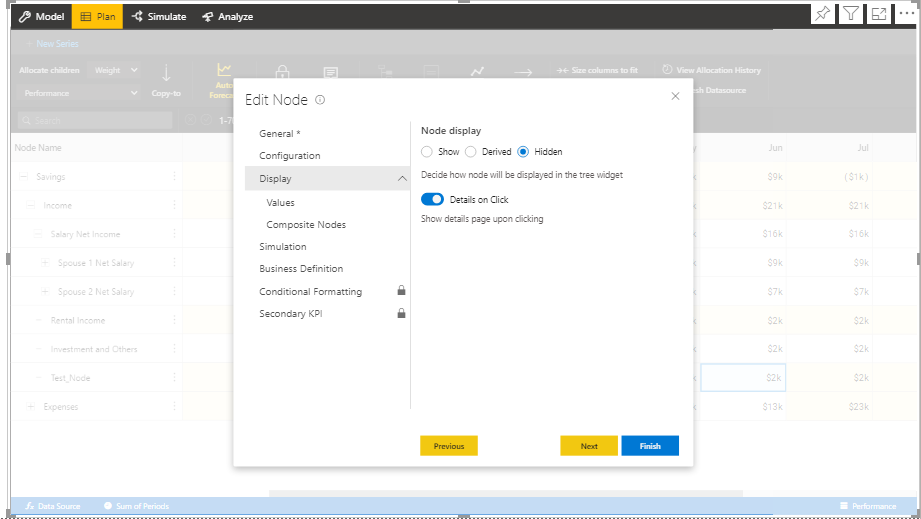 Model Plan Simulate Analyze
New Series
Allocate children Weight Size columns to fit View Allocation History
Performance Copy-to Auto
Forecast
Search
Edit Node
General *
Configuration
Display
Values
Composite Nodes
Simulation
Business Definition
Conditional Formatting
Secondary KPI
Node display
Show Derived Hidden
Decide how node will be displayed in the tree widget
Details on Click
Show details page upon clicking
Previous Next Finish
Node Name Jun Jul
Savings $9k ($1k)
Income $21k $21k
Salary Net Income $16k $16k
Spouse 1 Net Salary $9k $9k
Spouse 2 Net Salary $7k $7k
Rental Income $2k $2k
Investment and Others $2k $2k
Test_Node $2k $2k
Expenses $13k $23k
Data Source Sum of Periods Performance